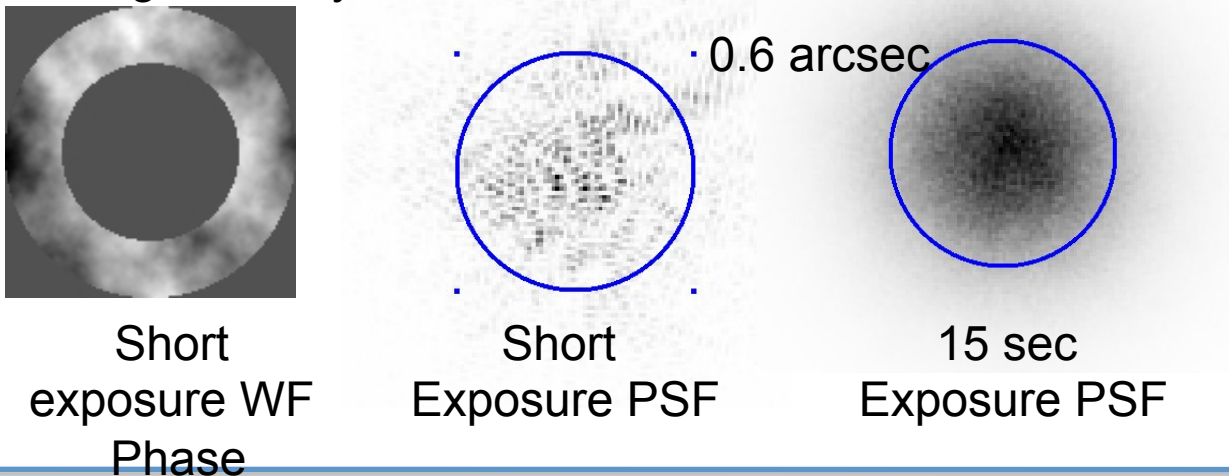 0.6 arcsec
Short
exposure WF
Phase
Short
Exposure PSF
15 sec
Exposure PSF